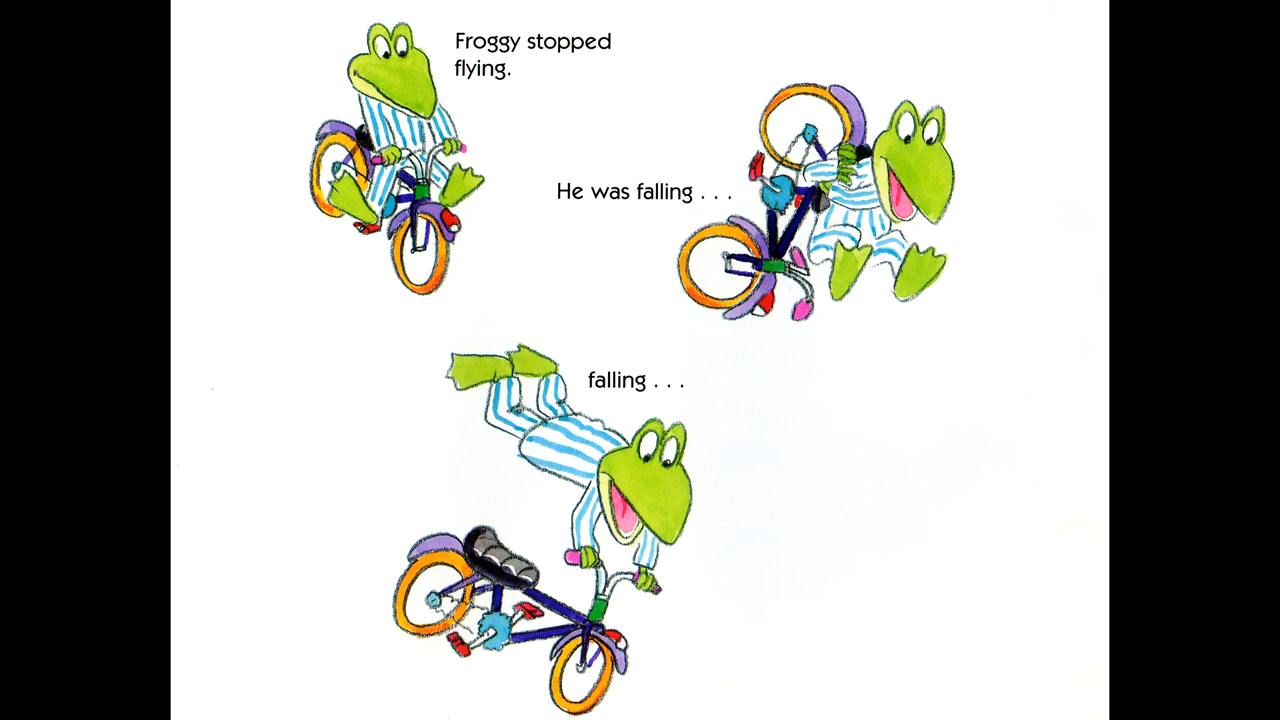 Froggy stopped
flying.
He was falling . . .
falling . . .